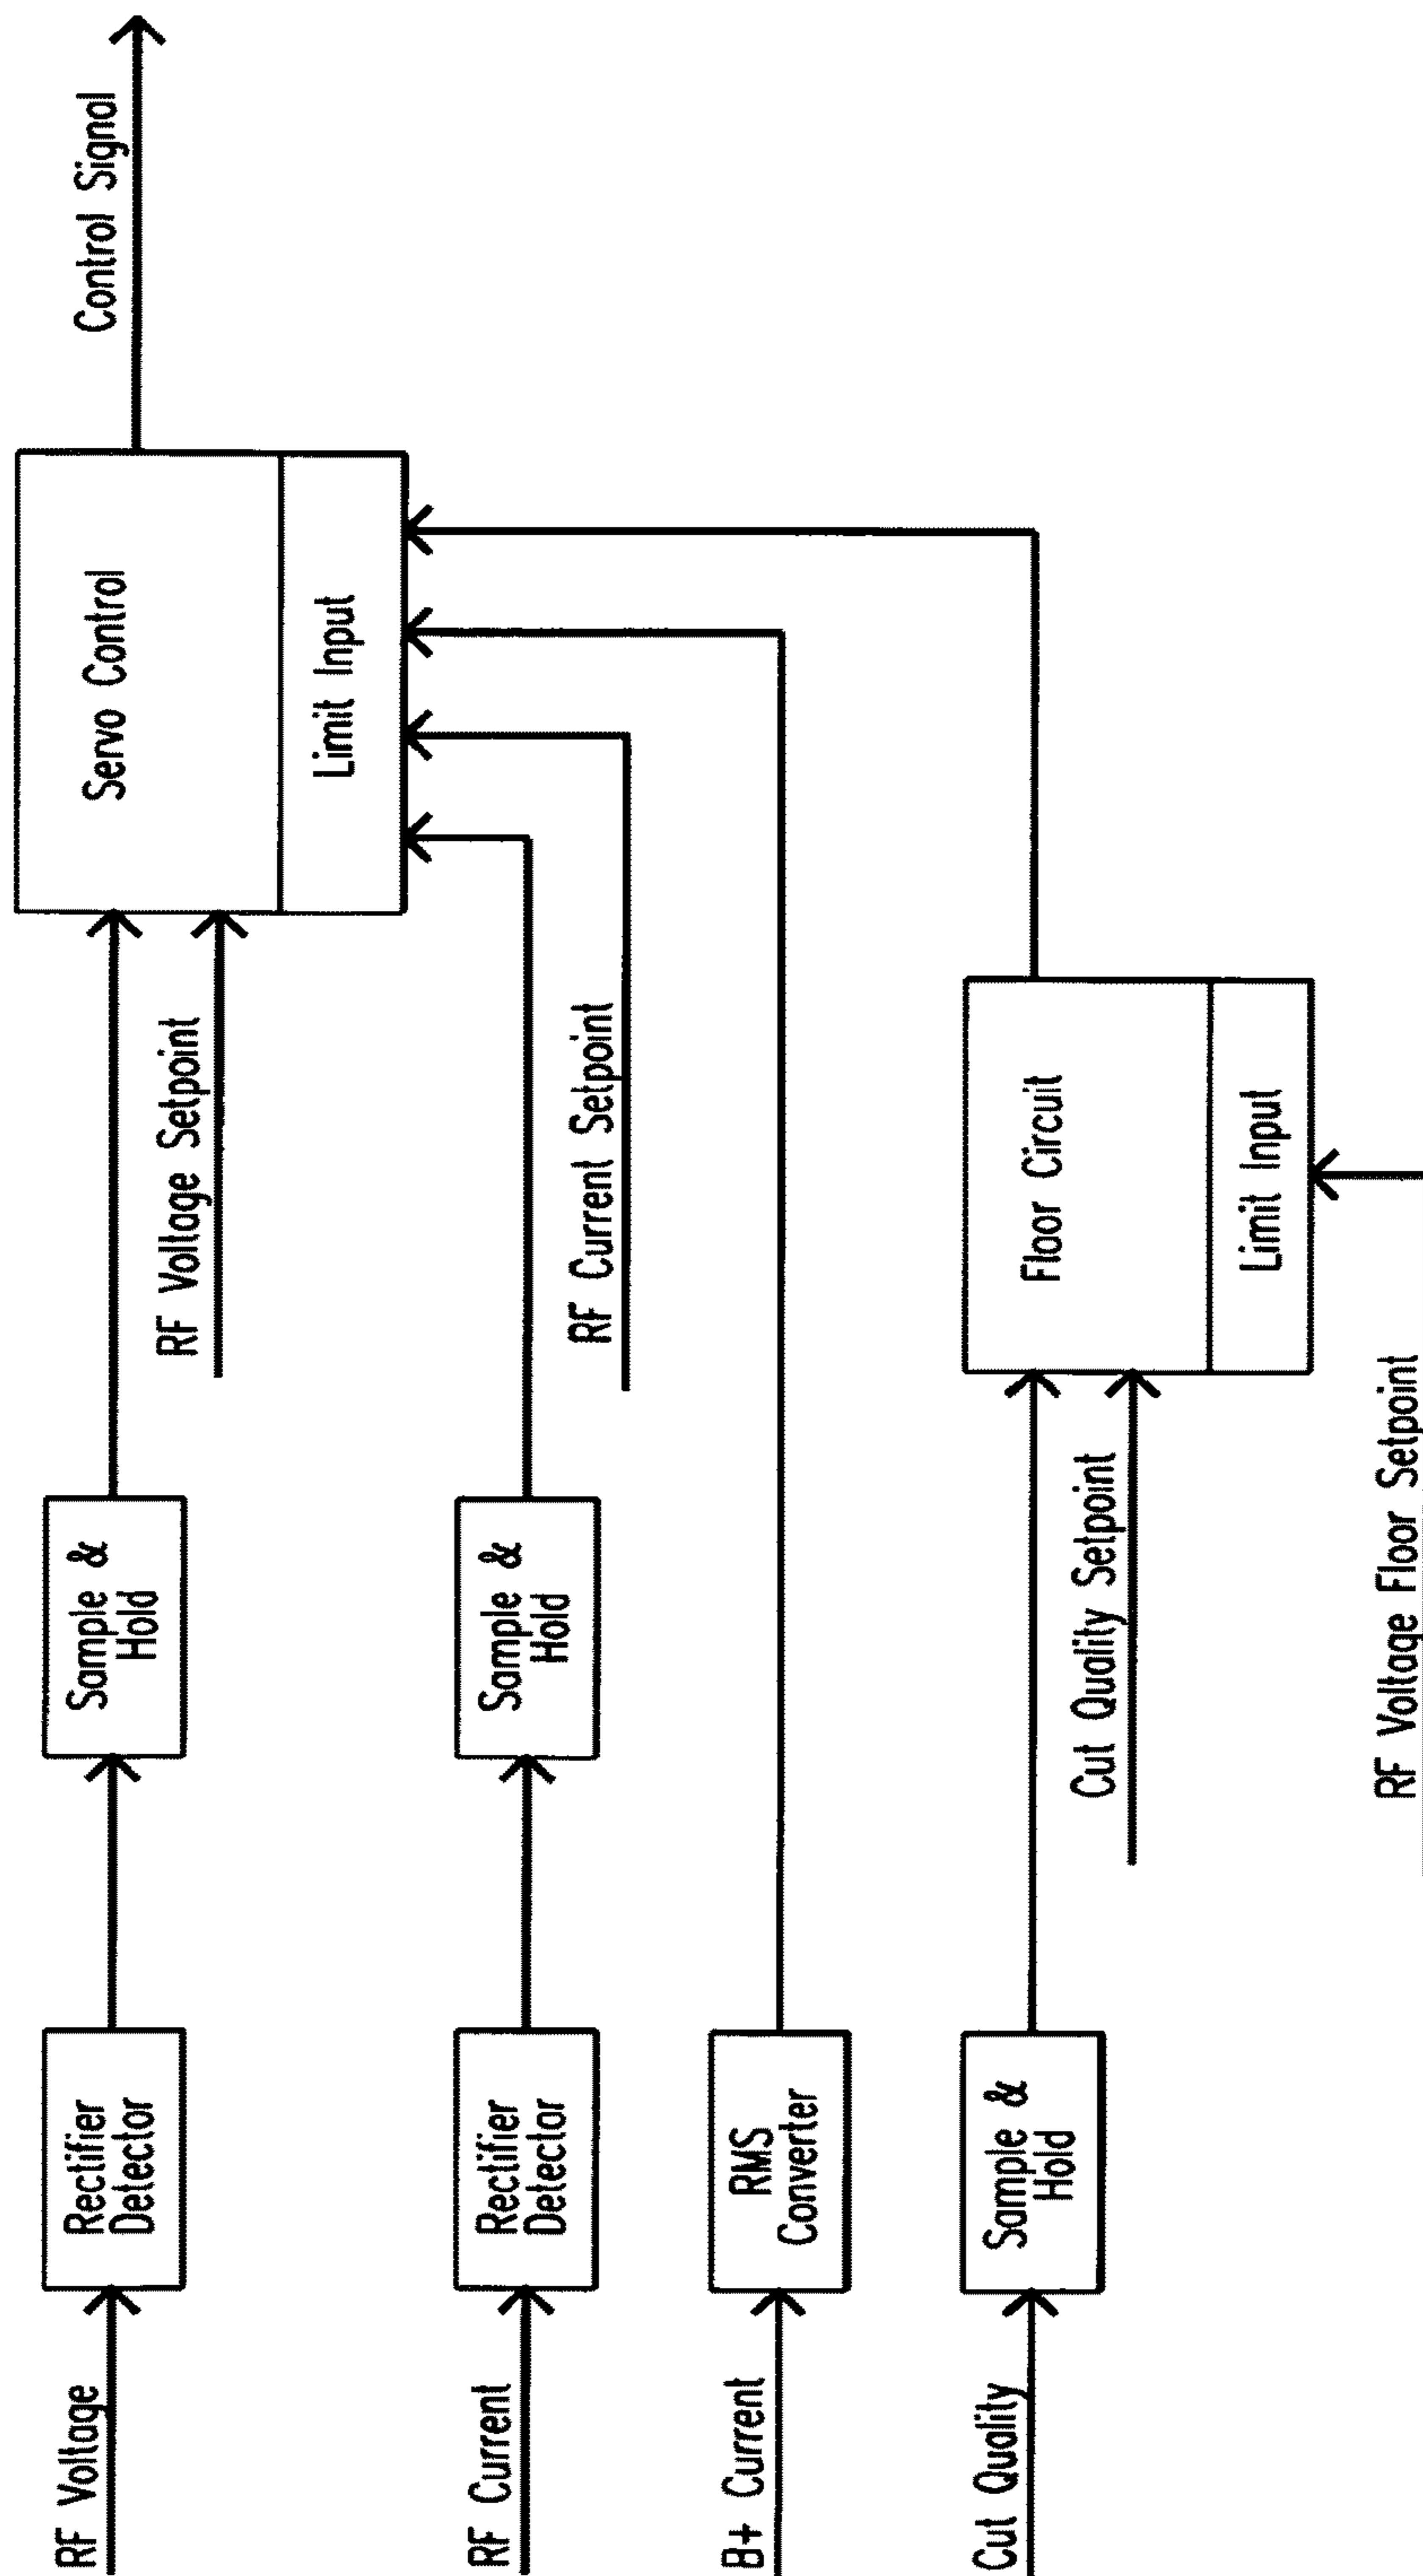 RF Voltage
Rectifier
Detector
Sample &
Hold
RF Voltage Setpoint
Servo Control
Limit Input
Control Signal
RF Current
Rectifier
Detector
Sample &
Hold
RF Current Setpoint
B+ Current
RMS
Converter
Cut Quality
Sample &
Hold
Cut Quality Setpoint
Floor Circuit
Limit Input
RF Voltage Floor Setpoint